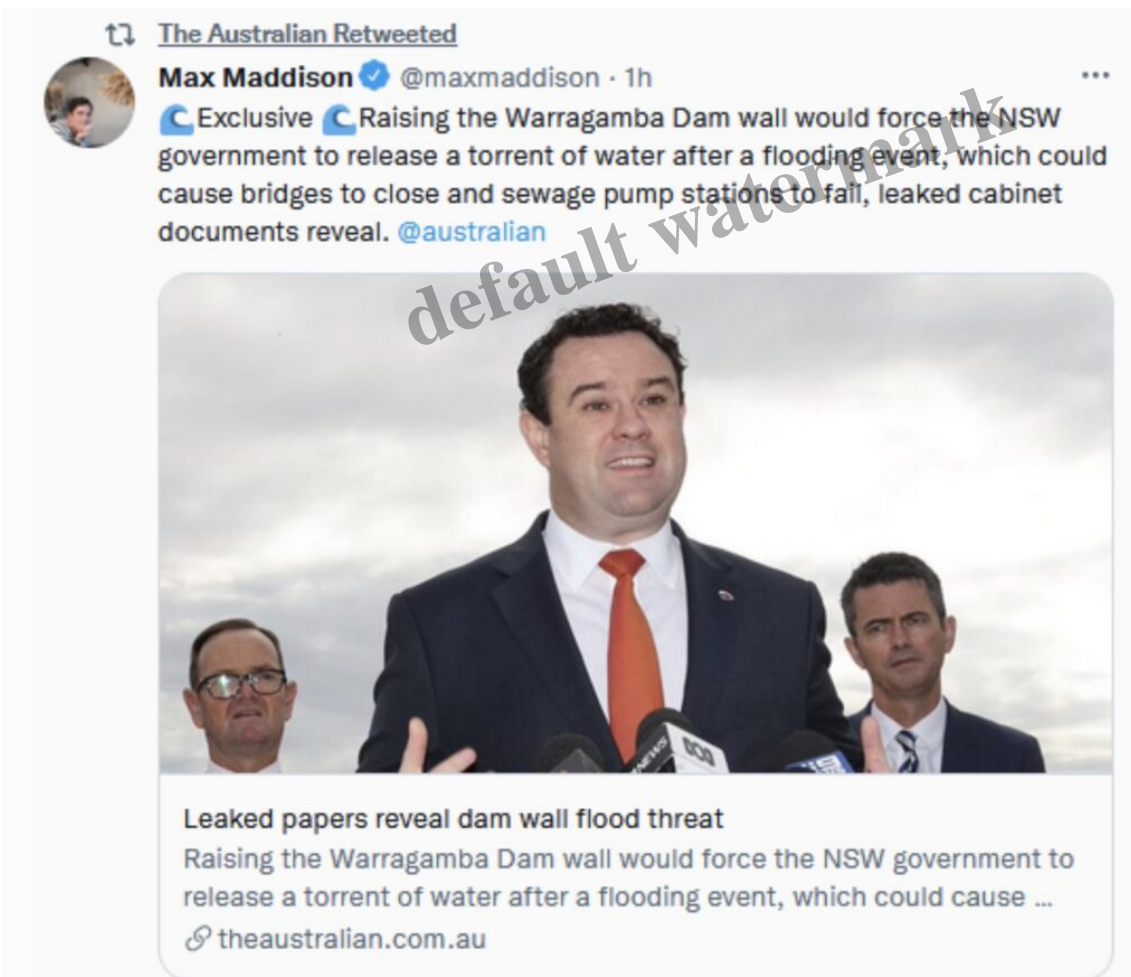 The Australian Retweeted
Max Maddison @maxmaddison · 1h
Exclusive Raising the Warragamba Dam wall would force the NSW
government to release a torrent of water after a flooding event, which could
cause bridges to close and sewage pump stations to fail, leaked cabinet
documents reveal. @australian
default watermark
NEWS
Leaked papers reveal dam wall flood threat
Raising the Warragamba Dam wall would force the NSW government to
release a torrent of water after a flooding event, which could cause ...
theaustralian.com.au